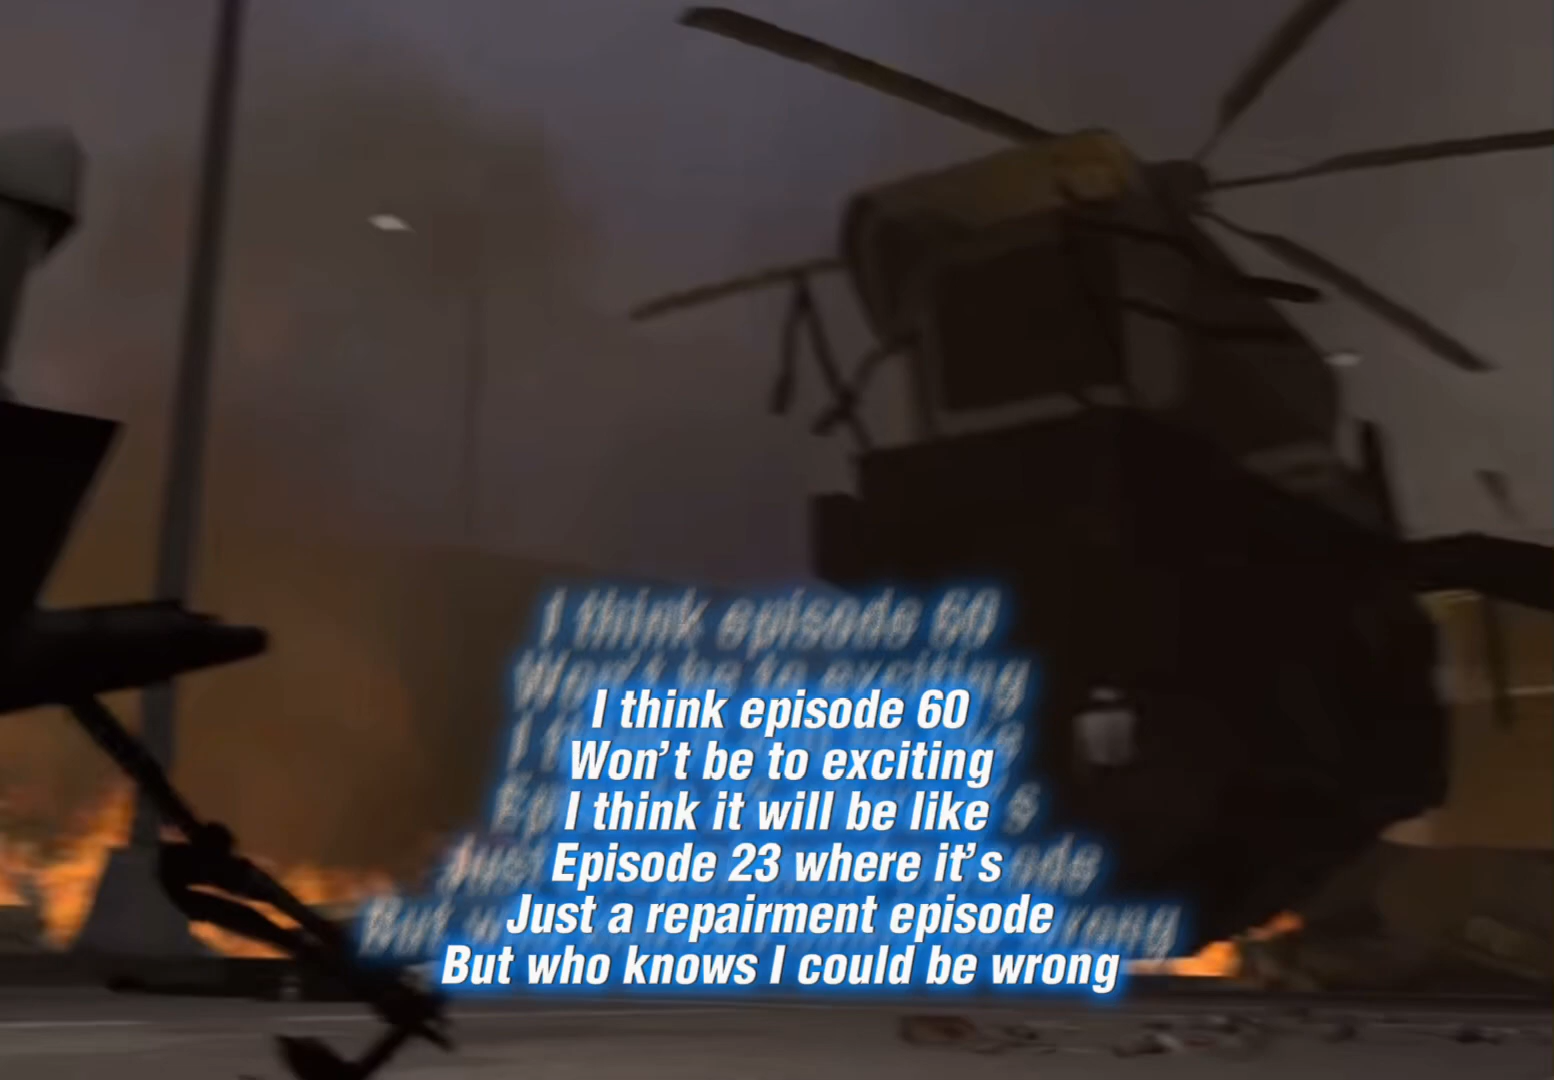 I think episode 60
Won't be to exciting
I think it will be like
Episode 23 where it's
Just a repairment episode
But who knows I could be wrong